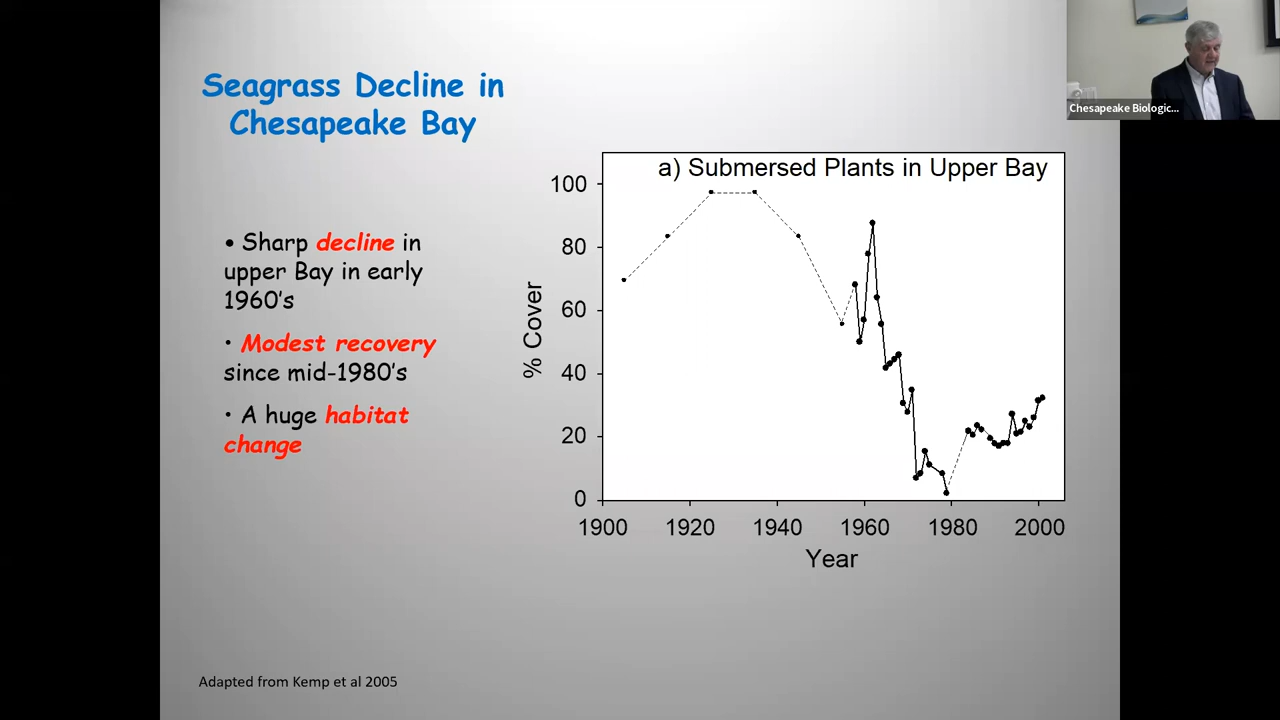 Seagrass Decline in
Chesapeake Bay
• Sharp decline in
upper Bay in early
1960's
• Modest recovery
since mid-1980's
• A huge habitat
change
a) Submersed Plants in Upper Bay
100
80
60
40
20
0
% Cover
1900 1920 1940 1960 1980 2000
Year
Adapted from Kemp et al 2005
Chesapeake Biologic...